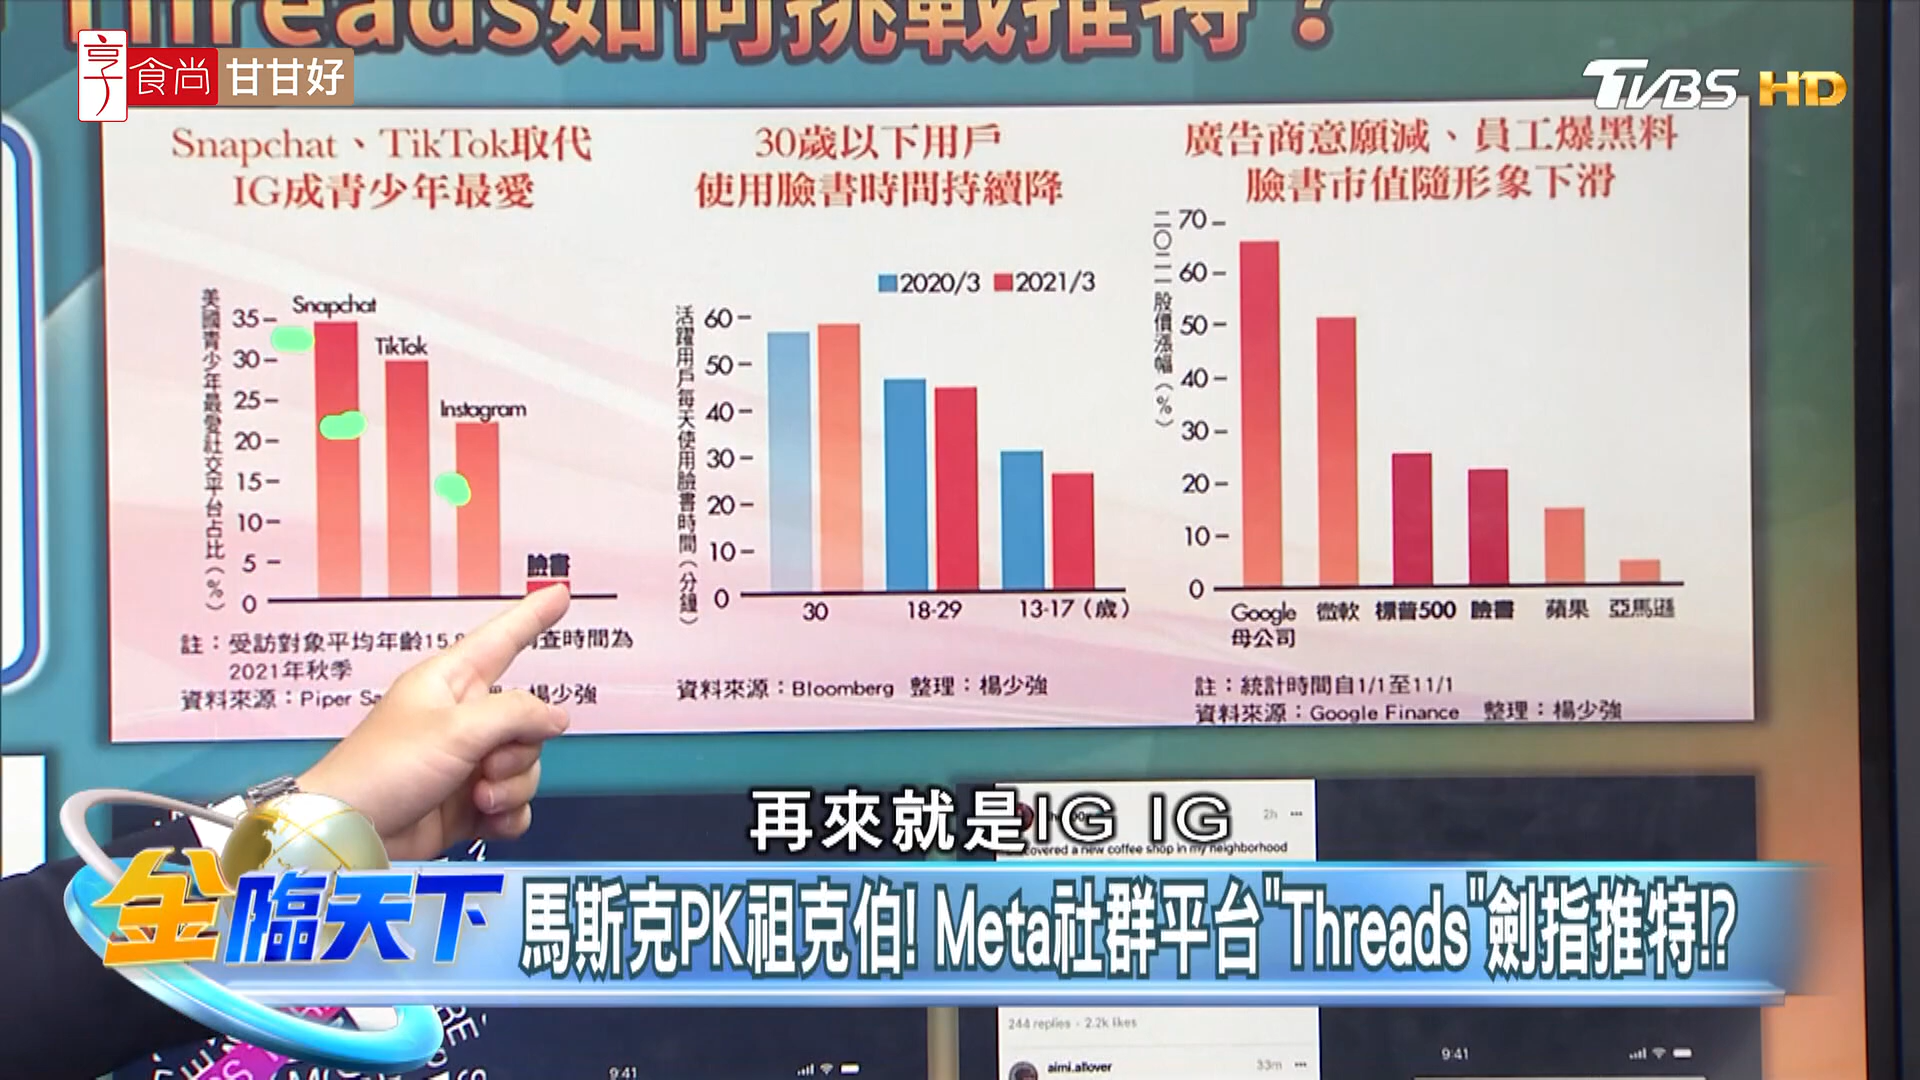 Threads如何挑戰推特？
享食尚 甘甘好
TVBS HD
Snapchat、TikTok取代
IG成青少年最愛
美國青少年最愛社交平台占比（%）
35
30
25
20
15
10
5
0
Snapchat
TikTok
Instagram
臉書
註：受訪對象平均年齡15.
查時間為
2021年秋季
資料來源：Piper
楊少強
30歲以下用戶
使用臉書時間持續降
2020/3 2021/3
活躍用戶每天使用臉書時間（分鐘）
60
50
40
30
20
10
0
30 18-29 13-17（歲）
資料來源：Bloomberg 整理：楊少強
廣告商意願減、員工爆黑料
臉書市值隨形象下滑
二〇二一股價漲幅（%）
70
60
50
40
30
20
10
0
Google 微軟 標普500 臉書 蘋果 亞馬遜
母公司
註：統計時間自1/1至11/1
資料來源：Google Finance 整理：楊少強
再來就是IG IG
2h
covered a new coffee shop in my neighborhood
金臨天下
馬斯克PK祖克伯! Meta社群平台"Threads"劍指推特!?
244 replies · 2.2k likes
aimi.allover 33m
9:41
9:41